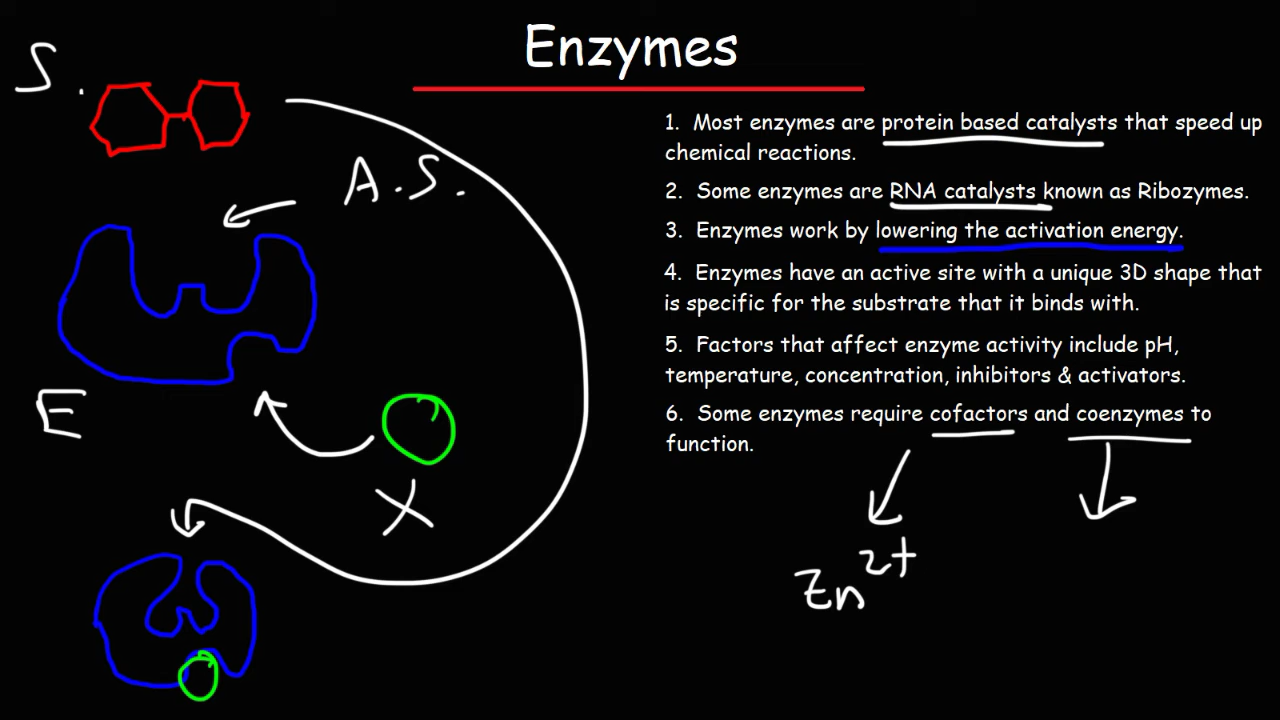 Enzymes
S.
A.S.
E
X
1. Most enzymes are protein based catalysts that speed up
chemical reactions.
2. Some enzymes are RNA catalysts known as Ribozymes.
3. Enzymes work by lowering the activation energy.
4. Enzymes have an active site with a unique 3D shape that
is specific for the substrate that it binds with.
5. Factors that affect enzyme activity include pH,
temperature, concentration, inhibitors & activators.
6. Some enzymes require cofactors and coenzymes to
function.
Zn²⁺